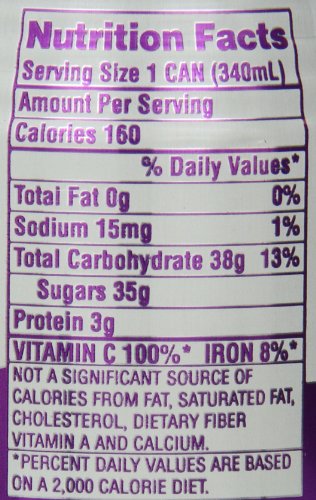 Nutrition Facts
Serving Size 1 CAN (340mL)
Amount Per Serving
Calories 160
% Daily Values*
Total Fat 0g 0%
Sodium 15mg 1%
Total Carbohydrate 38g 13%
Sugars 35g
Protein 3g
VITAMIN C 100%* IRON 8%*
NOT A SIGNIFICANT SOURCE OF
CALORIES FROM FAT, SATURATED FAT,
CHOLESTEROL, DIETARY FIBER
VITAMIN A AND CALCIUM.
*PERCENT DAILY VALUES ARE BASED
ON A 2,000 CALORIE DIET.